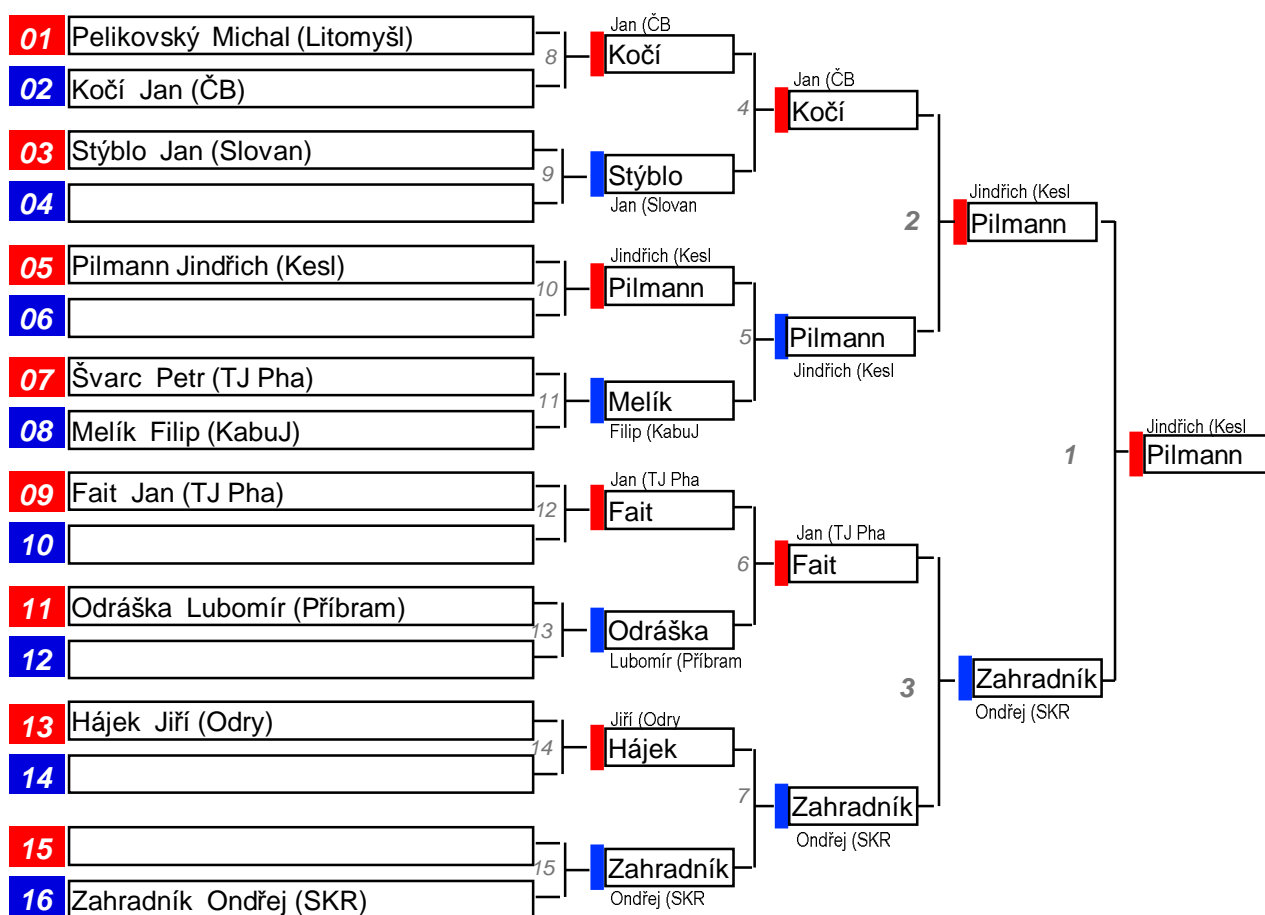 01 Pelikovský Michal (Litomyšl)
02 Kočí Jan (ČB)
03 Stýblo Jan (Slovan)
04
05 Pilmann Jindřich (Kesl)
06
07 Švarc Petr (TJ Pha)
08 Melík Filip (KabuJ)
09 Fait Jan (TJ Pha)
10
11 Odráška Lubomír (Příbram)
12
13 Hájek Jiří (Odry)
14
15
16 Zahradník Ondřej (SKR)
8
9
10
11
12
13
14
15
Jan (ČB
Kočí
Stýblo
Jan (Slovan
Jindřich (Kesl
Pilmann
Melík
Filip (KabuJ
Jan (TJ Pha
Fait
Odráška
Lubomír (Příbram
Jiří (Odry
Hájek
Zahradník
Ondřej (SKR
4
5
6
7
Jan (ČB
Kočí
Pilmann
Jindřich (Kesl
Jan (TJ Pha
Fait
Zahradník
Ondřej (SKR
2
3
Jindřich (Kesl
Pilmann
Zahradník
Ondřej (SKR
1
Jindřich (Kesl
Pilmann